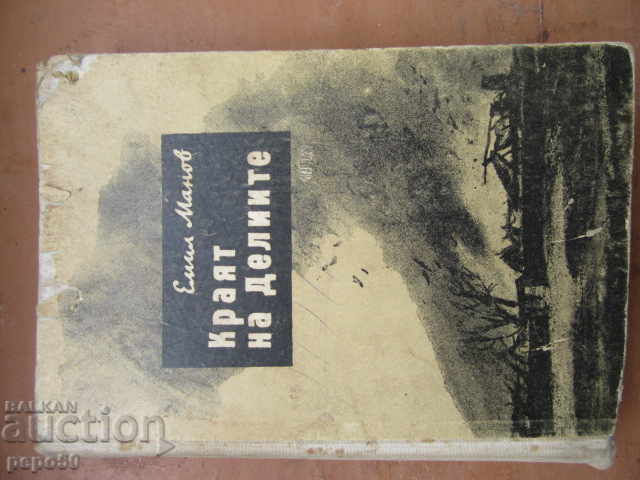 Емил Манов
Краят
на Делиите
BALKAN
auction
pepo50